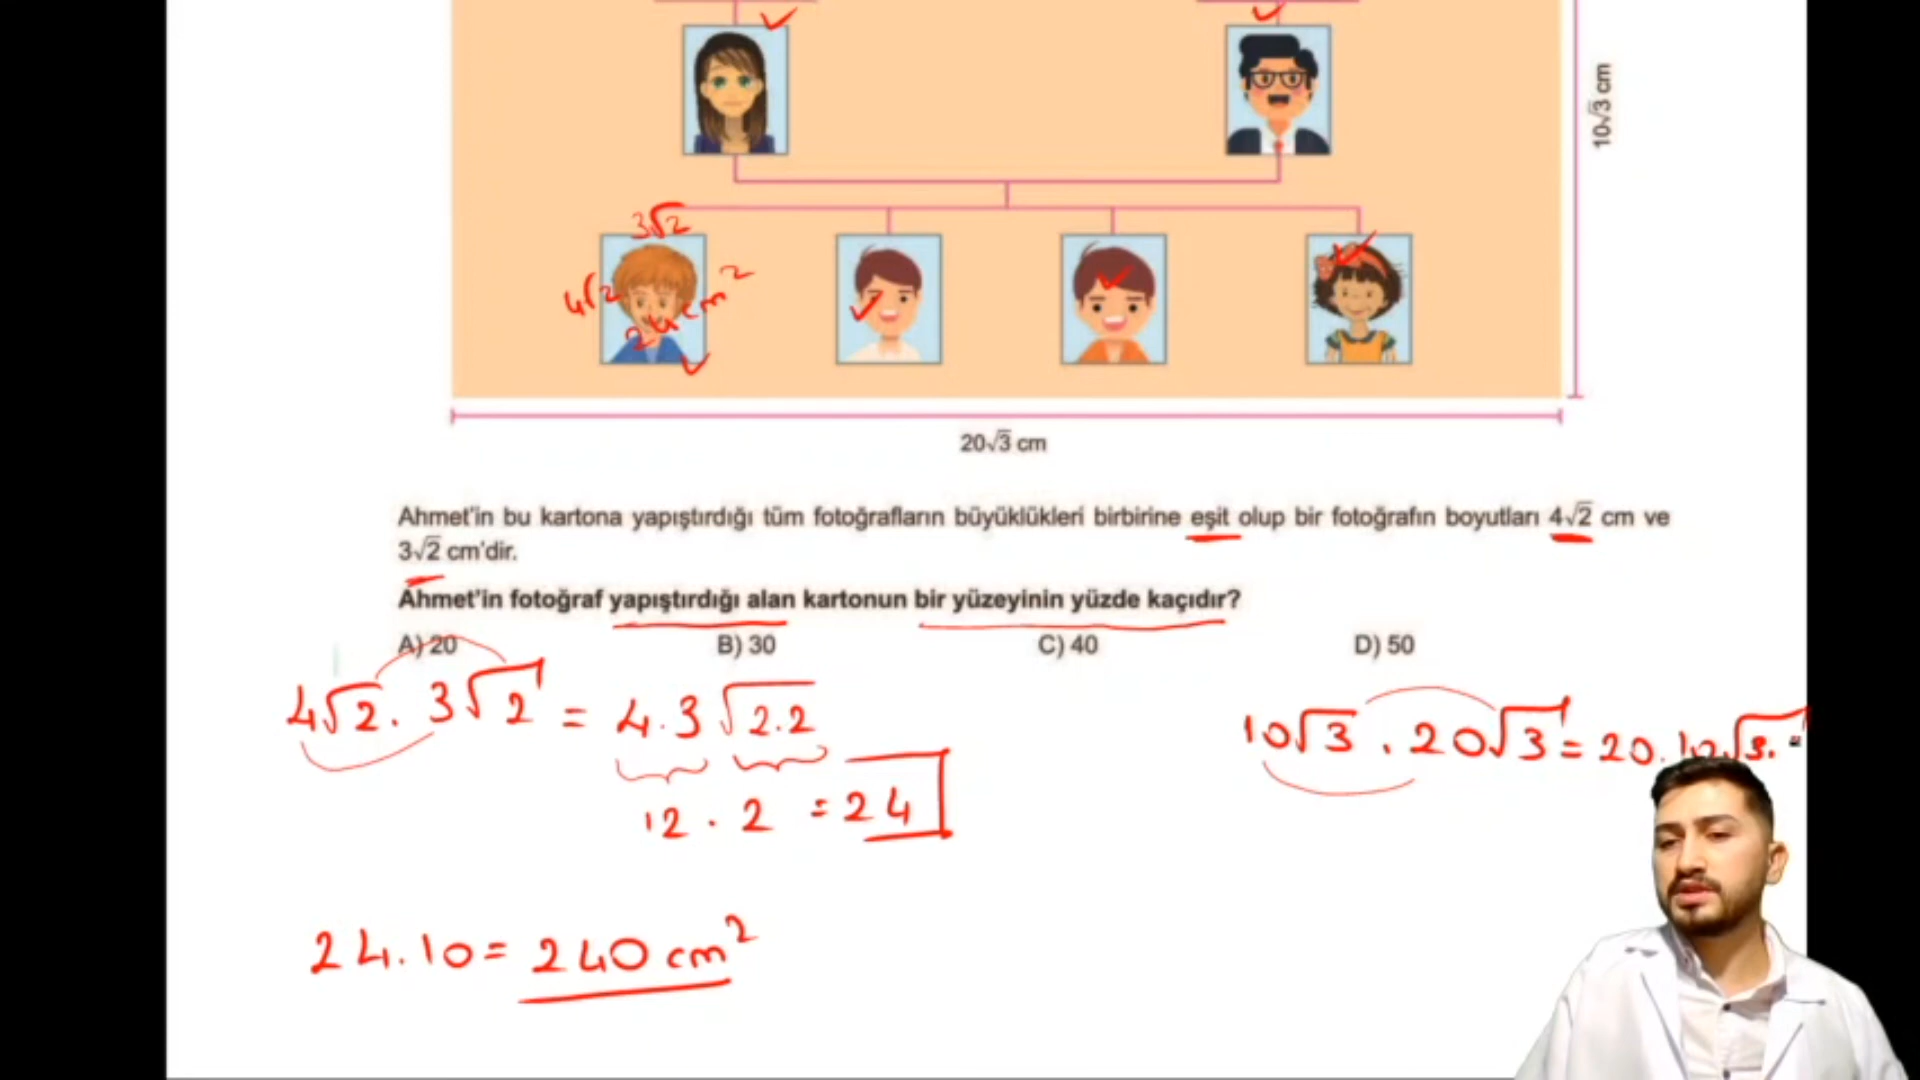 10√3 cm
3√2
4√2
24 cm²
20√3 cm
Ahmet'in bu kartona yapıştırdığı tüm fotoğrafların büyüklükleri birbirine eşit olup bir fotoğrafın boyutları 4√2 cm ve
3√2 cm'dir.
Ahmet'in fotoğraf yapıştırdığı alan kartonun bir yüzeyinin yüzde kaçıdır?
A) 20 B) 30 C) 40 D) 50
4√2 . 3√2 = 4.3√2.2
10√3 . 20√3 = 20.10√3.
12 . 2 = 24
24.10 = 240 cm²